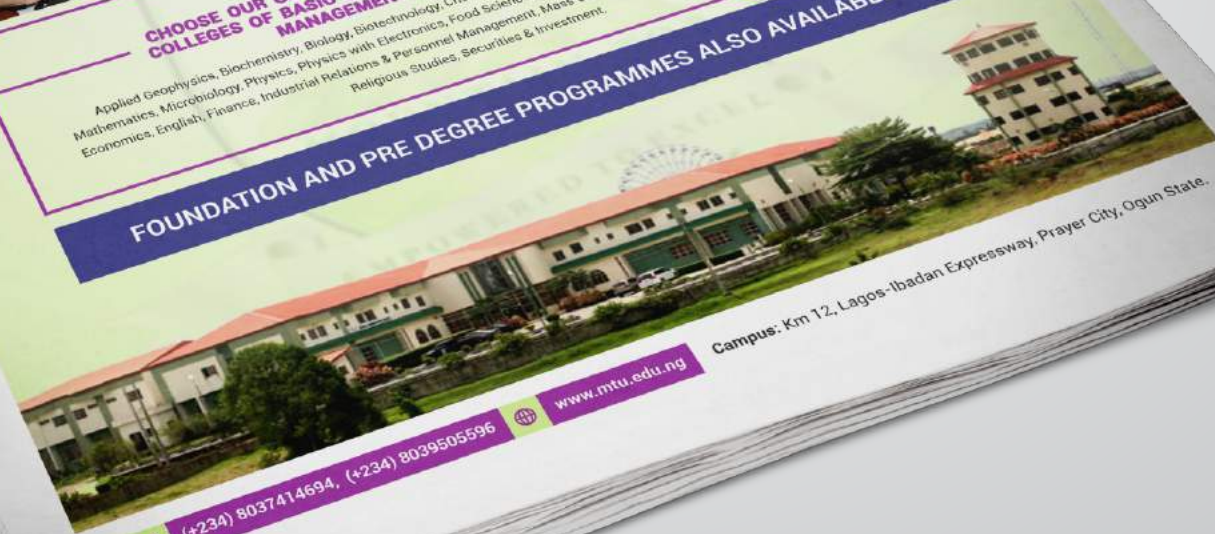 CHOOSE OUR
COLLEGES OF BASIC
MANAGEMENT
Applied Geophysics, Biochemistry, Biology, Biotechnology,
Mathematics, Microbiology, Physics, Physics with Electronics, Food
Economics, English, Finance, Industrial Relations & Personnel Management, Mass
Religious Studies, Securities & Investment.
FOUNDATION AND PRE DEGREE PROGRAMMES ALSO
(+234) 8037414694, (+234) 8039505596
www.mtu.edu.ng
Campus: Km 12, Lagos-Ibadan Expressway, Prayer City, Ogun State.